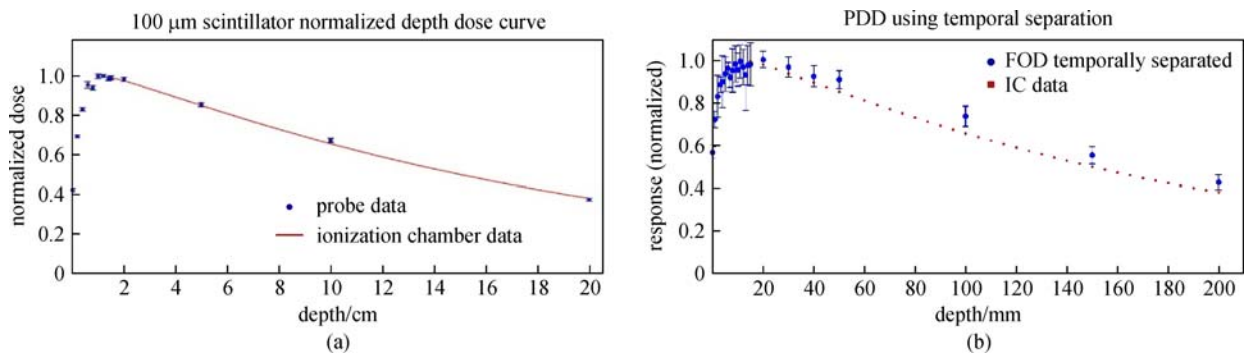 100 μm scintillator normalized depth dose curve
normalized dose
1.0
0.8
0.6
0.4
0.2
0
probe data
ionization chamber data
2 4 6 8 10 12 14 16 18 20
depth/cm
(a)
PDD using temporal separation
response (normalized)
1.0
0.8
0.6
0.4
0.2
0
FOD temporally separated
IC data
20 40 60 80 100 120 140 160 180 200
depth/mm
(b)